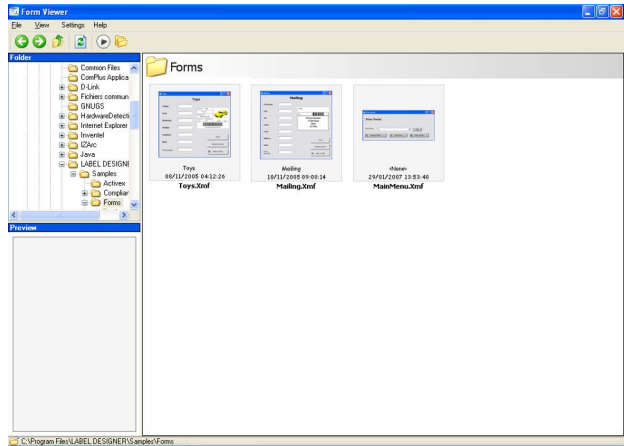 Form Viewer
File View Settings Help
Folder
Common Files
ComPlus Applica
D-Link
Fichiers commun
GNUGS
HardwareDetecti
Internet Explorer
Inventel
IZArc
Java
LABEL DESIGNE
Samples
Activex
Complian
Forms
Preview
Forms
Toys
Mailing
Toys
08/11/2005 04:12:26
Toys.Xmf
Mailing
10/11/2005 09:00:14
Mailing.Xmf
<None>
29/01/2007 13:53:40
MainMenu.Xmf
C:\Program Files\LABEL DESIGNER\Samples\Forms